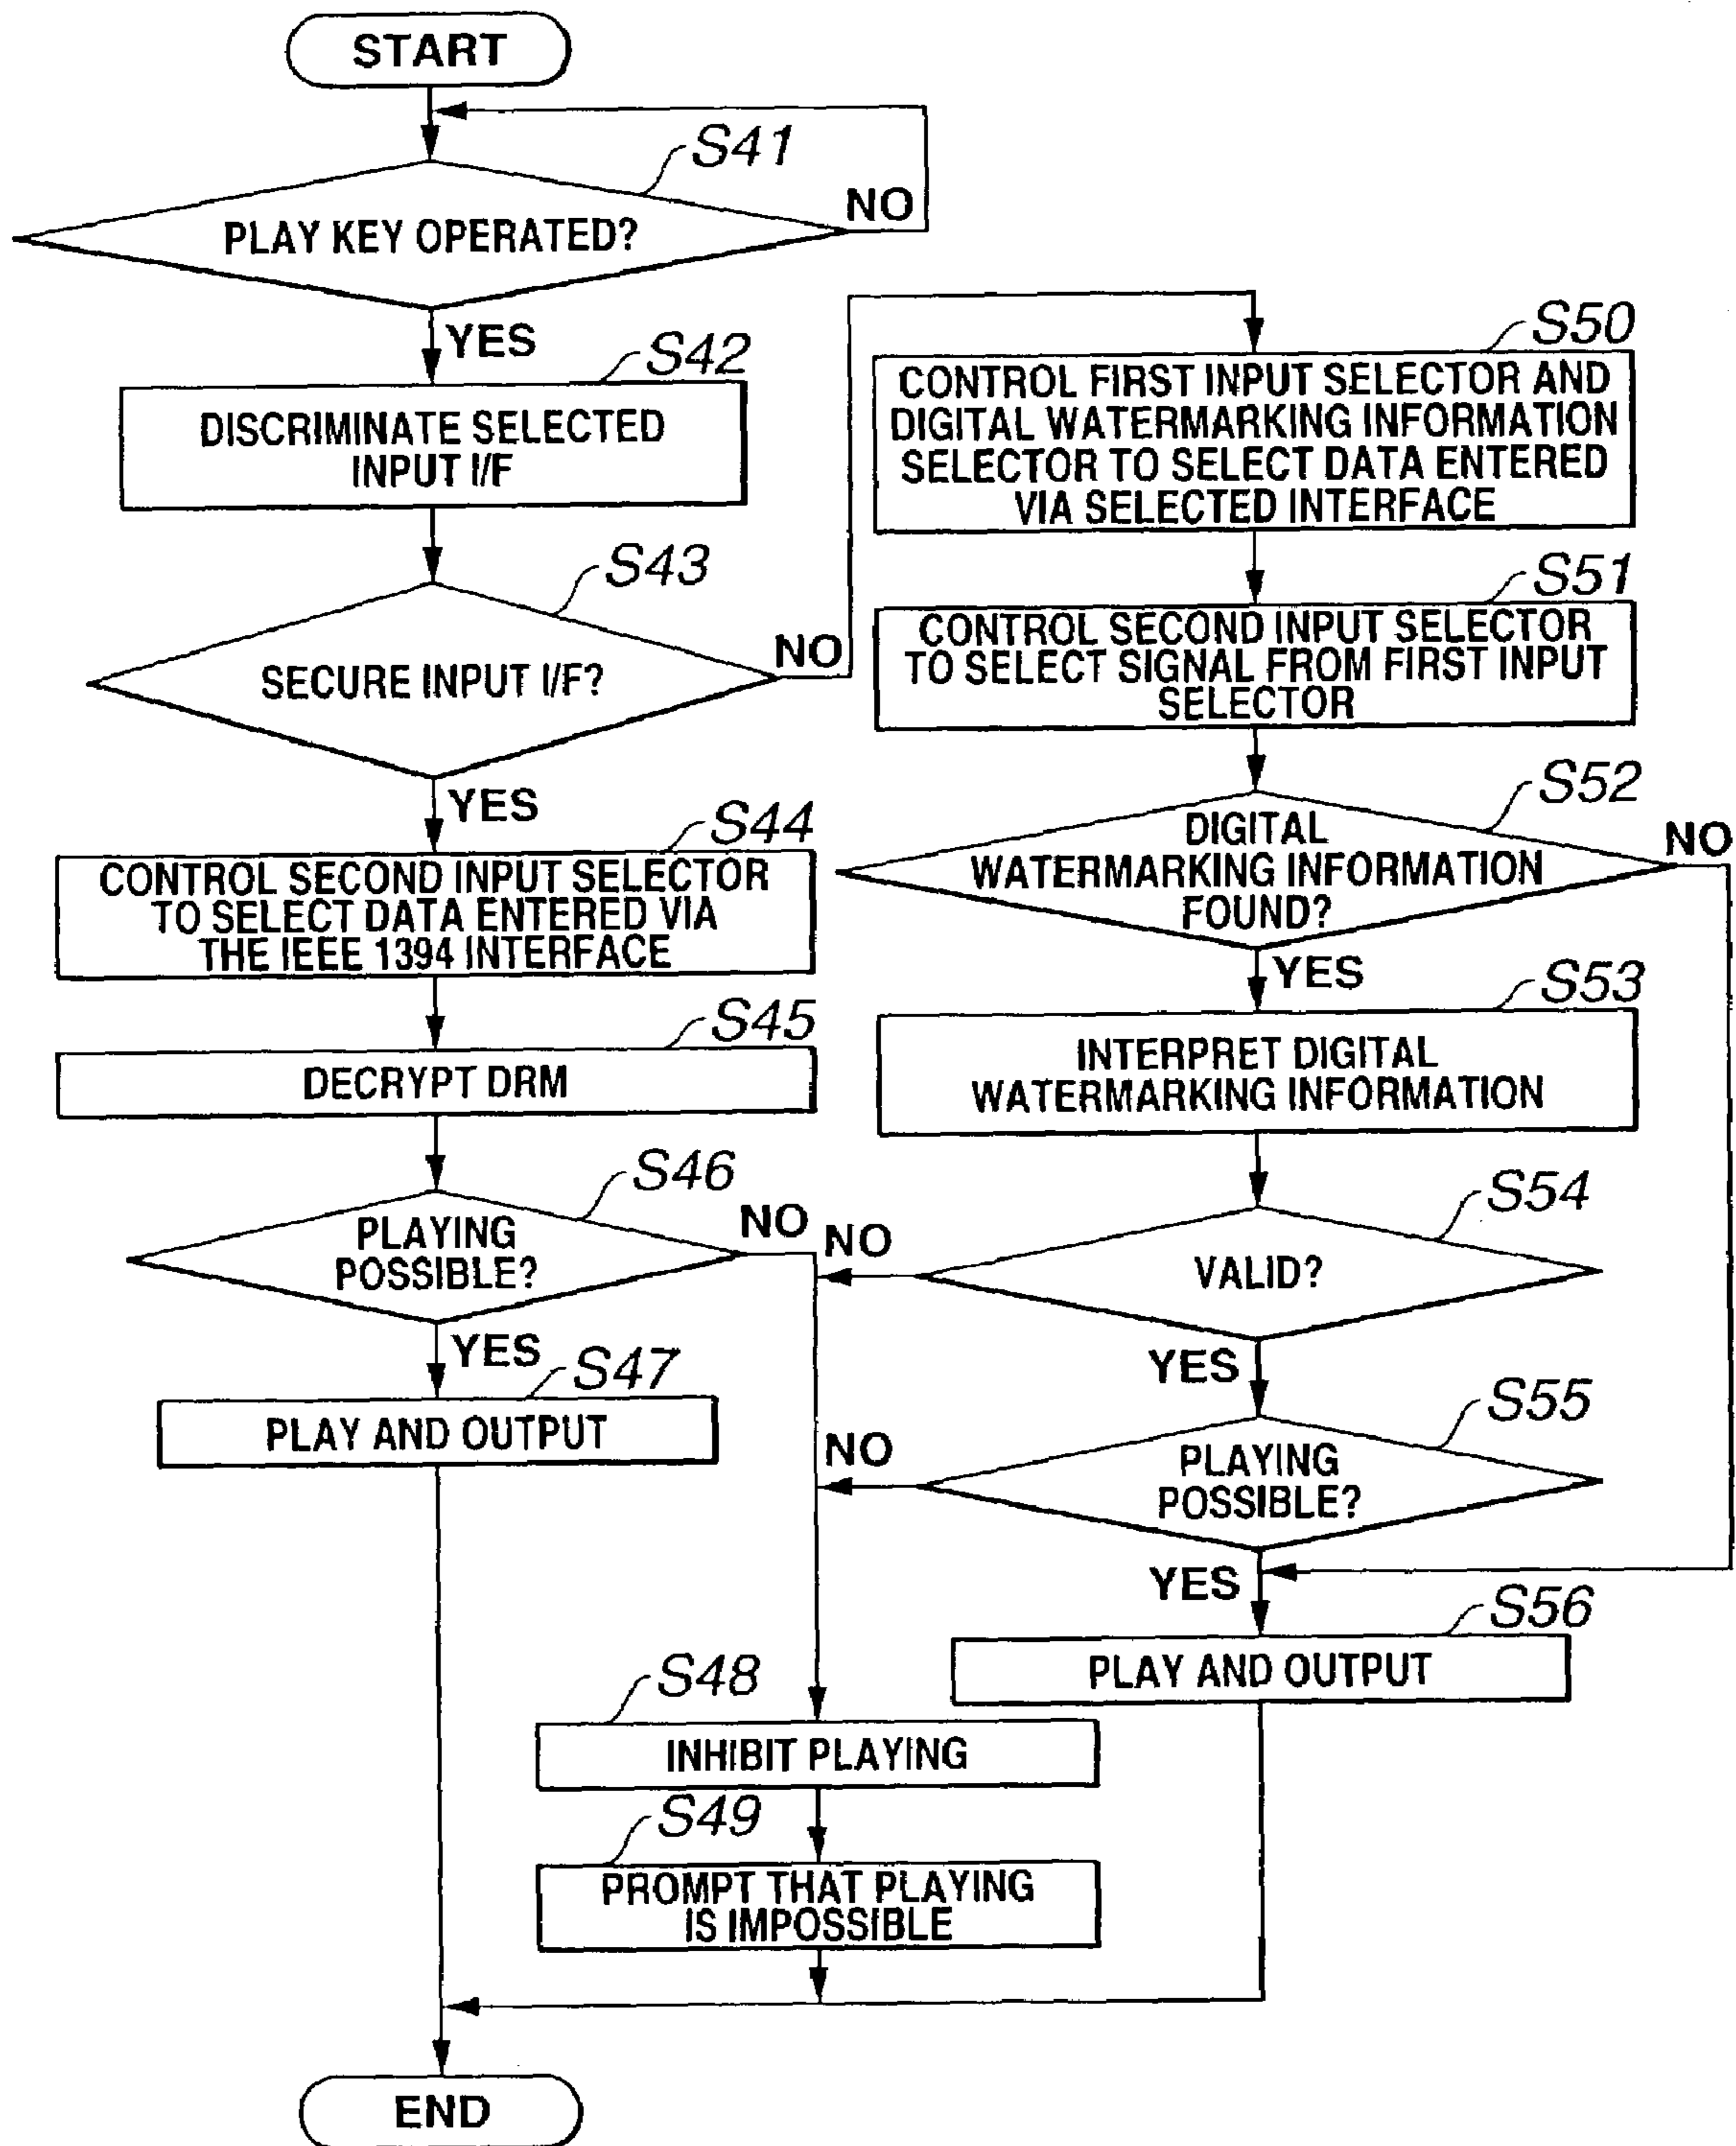 START
S41
PLAY KEY OPERATED?
NO
YES
S42
DISCRIMINATE SELECTED
INPUT I/F
S43
SECURE INPUT I/F?
NO
YES
S44
CONTROL SECOND INPUT SELECTOR
TO SELECT DATA ENTERED VIA
THE IEEE 1394 INTERFACE
S45
DECRYPT DRM
S46
PLAYING
POSSIBLE?
NO
YES
S47
PLAY AND OUTPUT
S48
INHIBIT PLAYING
S49
PROMPT THAT PLAYING
IS IMPOSSIBLE
S50
CONTROL FIRST INPUT SELECTOR AND
DIGITAL WATERMARKING INFORMATION
SELECTOR TO SELECT DATA ENTERED
VIA SELECTED INTERFACE
S51
CONTROL SECOND INPUT SELECTOR
TO SELECT SIGNAL FROM FIRST INPUT
SELECTOR
S52
DIGITAL
WATERMARKING INFORMATION
FOUND?
NO
YES
S53
INTERPRET DIGITAL
WATERMARKING INFORMATION
S54
VALID?
NO
YES
S55
PLAYING
POSSIBLE?
NO
YES
S56
PLAY AND OUTPUT
END